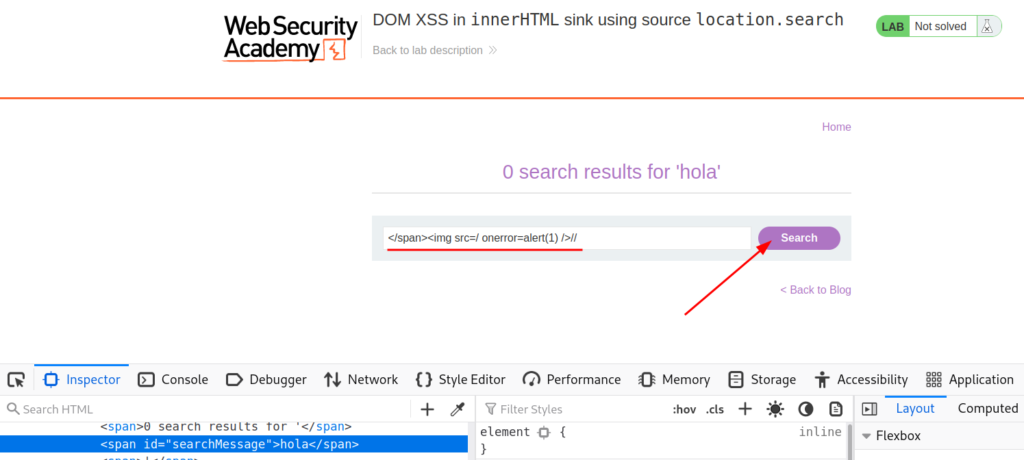 Web Security
Academy
DOM XSS in innerHTML sink using source location.search
Back to lab description
LAB Not solved
Home
0 search results for 'hola'
</span><img src=/ onerror=alert(1) />//
Search
< Back to Blog
Inspector Console Debugger Network Style Editor Performance Memory Storage Accessibility Application
Search HTML
Filter Styles
:hov .cls
Layout Computed
<span>0 search results for '</span>
<span id="searchMessage">hola</span>
element { inline
}
Flexbox